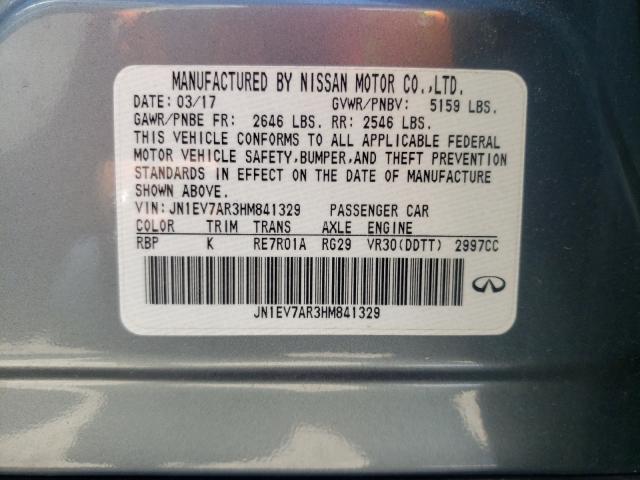 MANUFACTURED BY NISSAN MOTOR CO.,LTD.
DATE: 03/17 GVWR/PNBV: 5159 LBS.
GAWR/PNBE FR: 2646 LBS. RR: 2546 LBS.
THIS VEHICLE CONFORMS TO ALL APPLICABLE FEDERAL
MOTOR VEHICLE SAFETY,BUMPER,AND THEFT PREVENTION
STANDARDS IN EFFECT ON THE DATE OF MANUFACTURE
SHOWN ABOVE.
VIN: JN1EV7AR3HM841329 PASSENGER CAR
COLOR TRIM TRANS AXLE ENGINE
RBP K RE7R01A RG29 VR30(DDTT) 2997CC
JN1EV7AR3HM841329